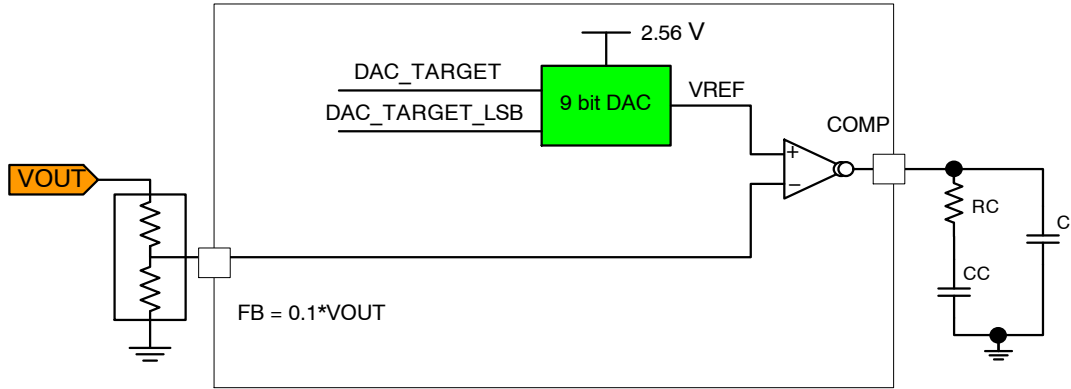 2.56 V
DAC_TARGET
9 bit DAC
VREF
DAC_TARGET_LSB
COMP
+
−
VOUT
RC
C
CC
FB = 0.1*VOUT